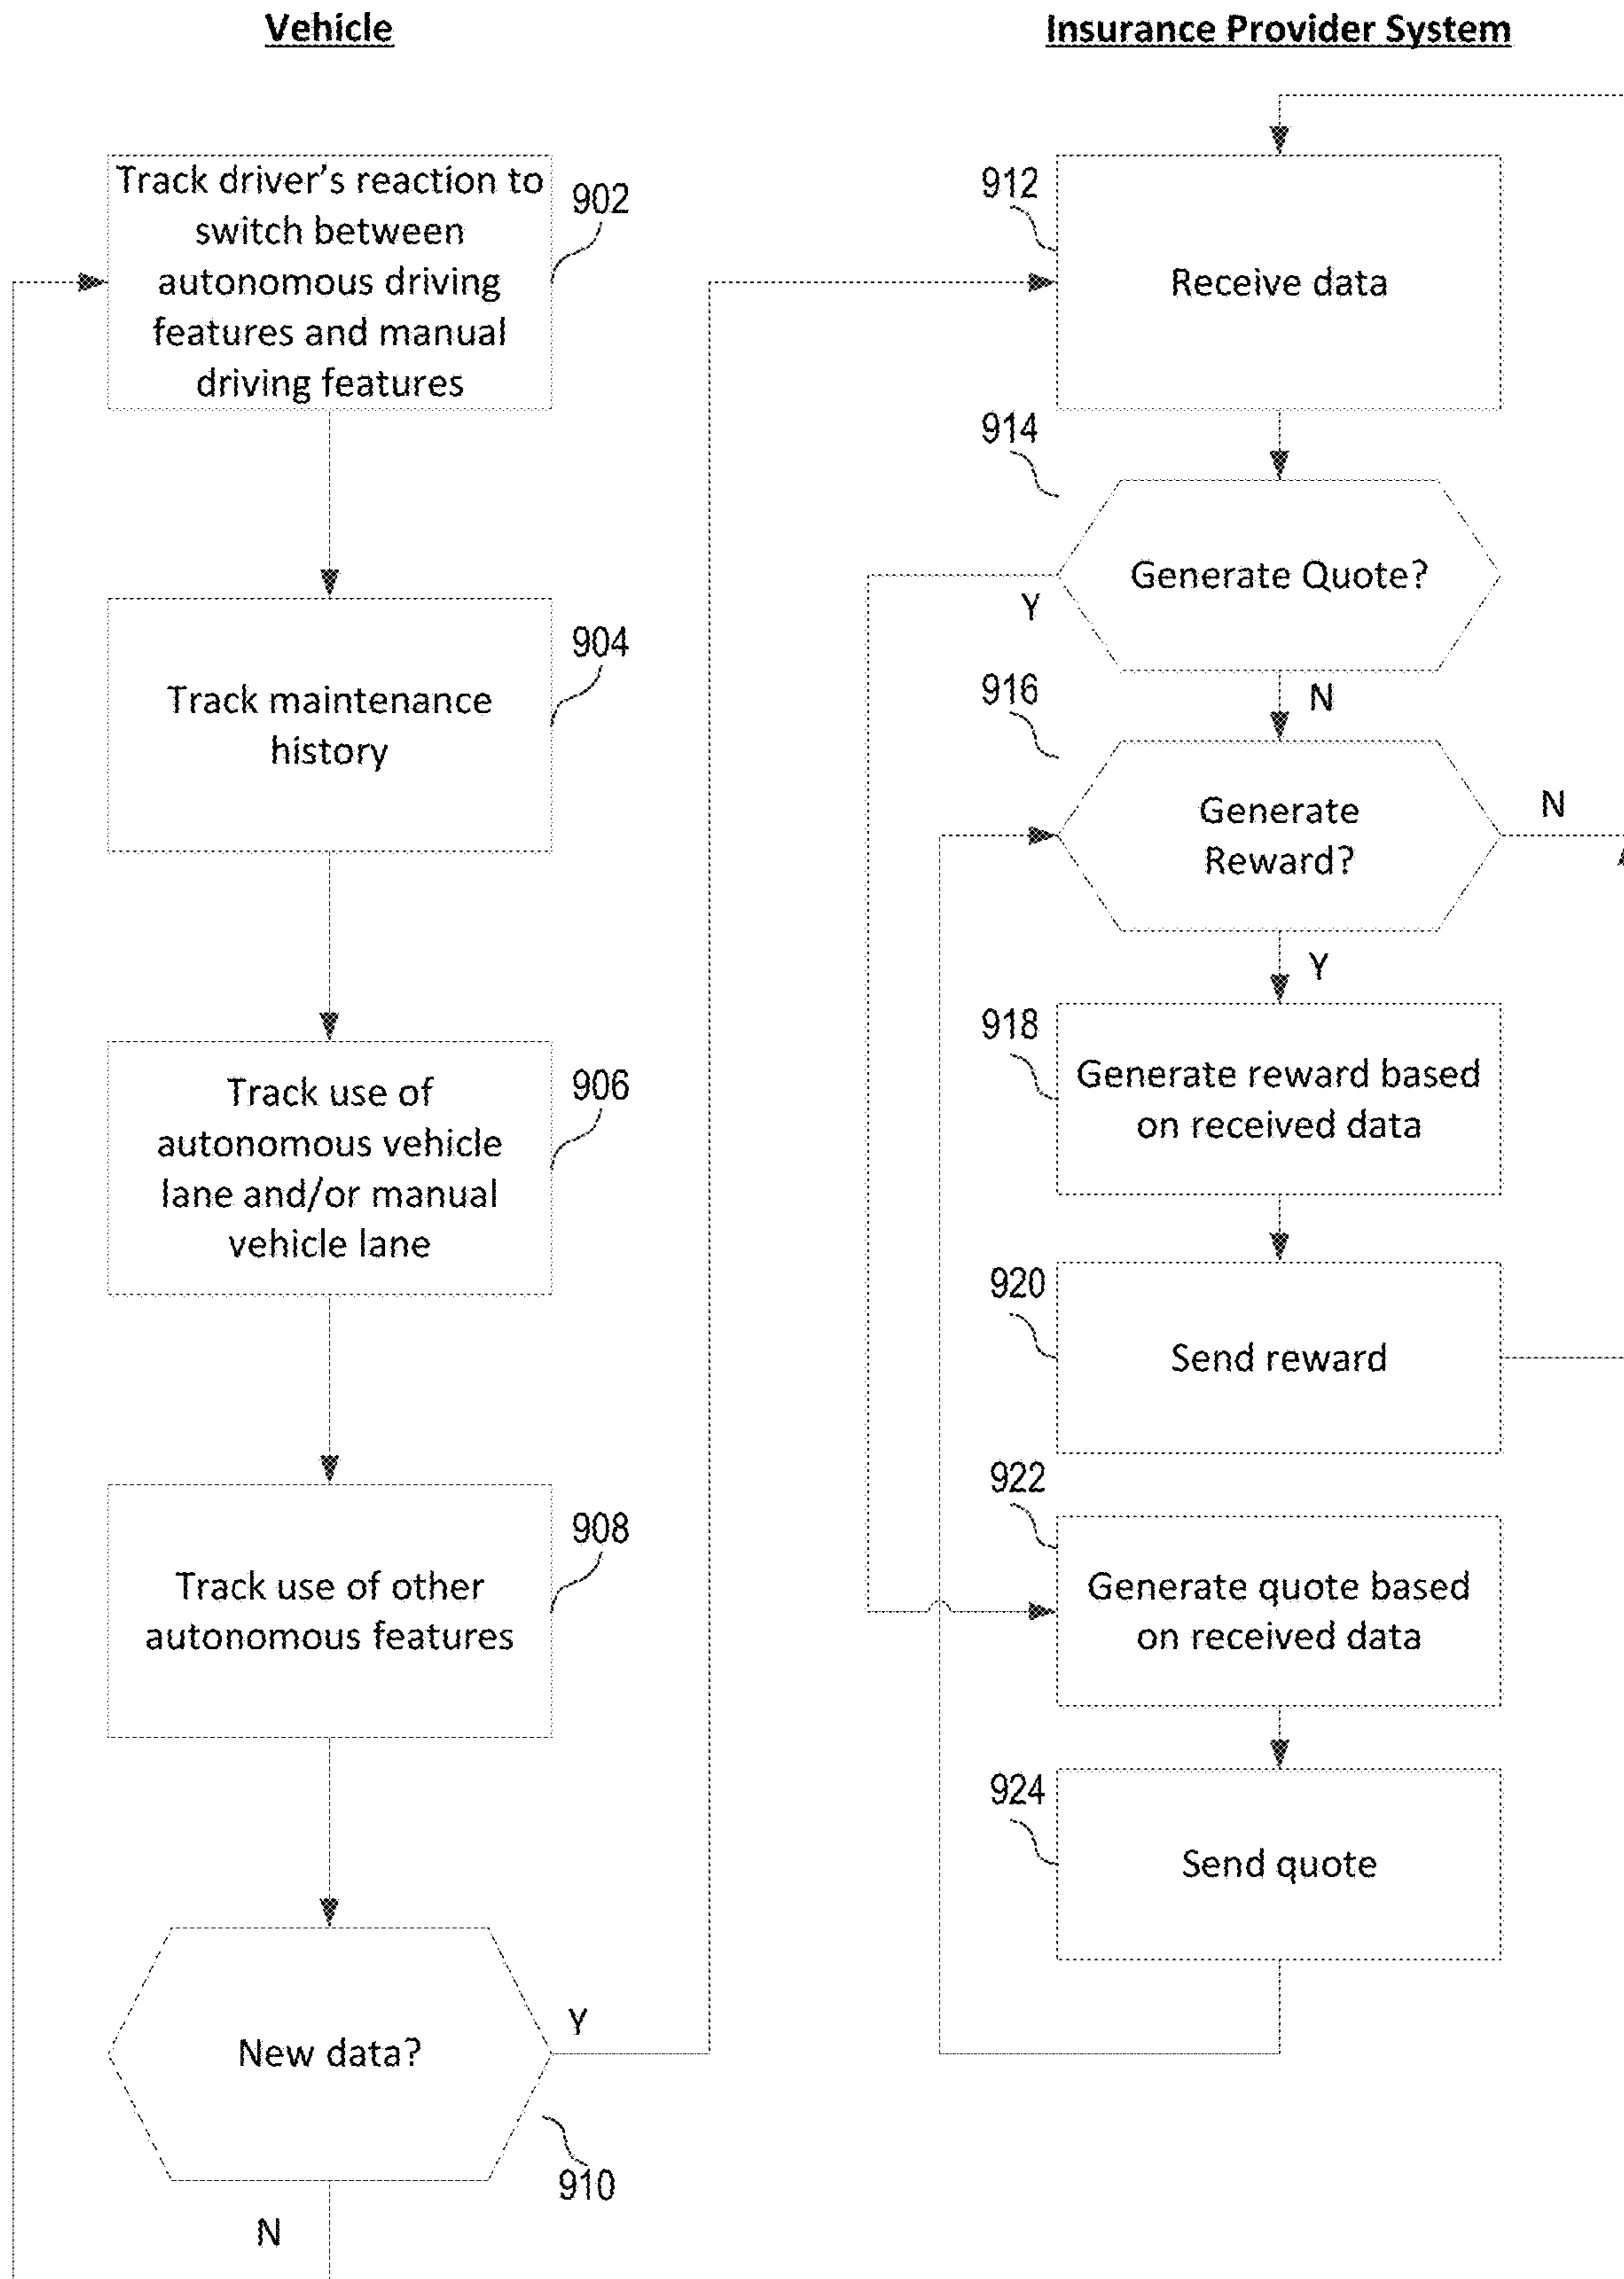 Vehicle
Track driver's reaction to
switch between
autonomous driving
features and manual
driving features
902
Track maintenance
history
904
Track use of
autonomous vehicle
lane and/or manual
vehicle lane
906
Track use of other
autonomous features
908
New data?
Y
910
N
Insurance Provider System
912
Receive data
914
Generate Quote?
Y
N
916
Generate
Reward?
N
Y
918
Generate reward based
on received data
920
Send reward
922
Generate quote based
on received data
924
Send quote